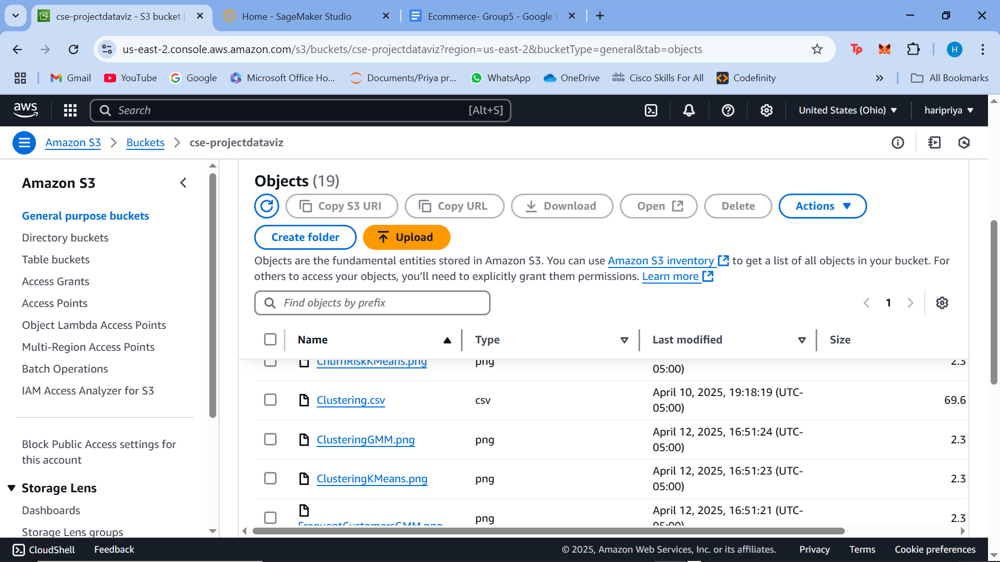 cse-projectdataviz - S3 bucket |
Home - SageMaker Studio
Ecommerce- Group5 - Google D
us-east-2.console.aws.amazon.com/s3/buckets/cse-projectdataviz?region=us-east-2&bucketType=general&tab=objects
Tp
H
Gmail
YouTube
Google
Microsoft Office Ho...
Documents/Priya pr...
WhatsApp
OneDrive
Cisco Skills For All
Codefinity
»
All Bookmarks
aws
Search
[Alt+S]
United States (Ohio)
haripriya
Amazon S3
Buckets
cse-projectdataviz
Amazon S3
General purpose buckets
Directory buckets
Table buckets
Access Grants
Access Points
Object Lambda Access Points
Multi-Region Access Points
Batch Operations
IAM Access Analyzer for S3
Block Public Access settings for
this account
Storage Lens
Dashboards
Storage Lens groups
Objects (19)
Copy S3 URI
Copy URL
Download
Open
Delete
Actions
Create folder
Upload
Objects are the fundamental entities stored in Amazon S3. You can use Amazon S3 inventory to get a list of all objects in your bucket. For
others to access your objects, you’ll need to explicitly grant them permissions. Learn more
Find objects by prefix
1
Name
Type
Last modified
Size
ChurnRiskKMeans.png
png
05:00)
2.3
Clustering.csv
csv
April 10, 2025, 19:18:19 (UTC-
05:00)
69.6
ClusteringGMM.png
png
April 12, 2025, 16:51:24 (UTC-
05:00)
2.3
ClusteringKMeans.png
png
April 12, 2025, 16:51:23 (UTC-
05:00)
2.3
FrequentCustomersGMM.png
png
April 12, 2025, 16:51:21 (UTC-
05:00)
2.3
CloudShell
Feedback
© 2025, Amazon Web Services, Inc. or its affiliates.
Privacy
Terms
Cookie preferences